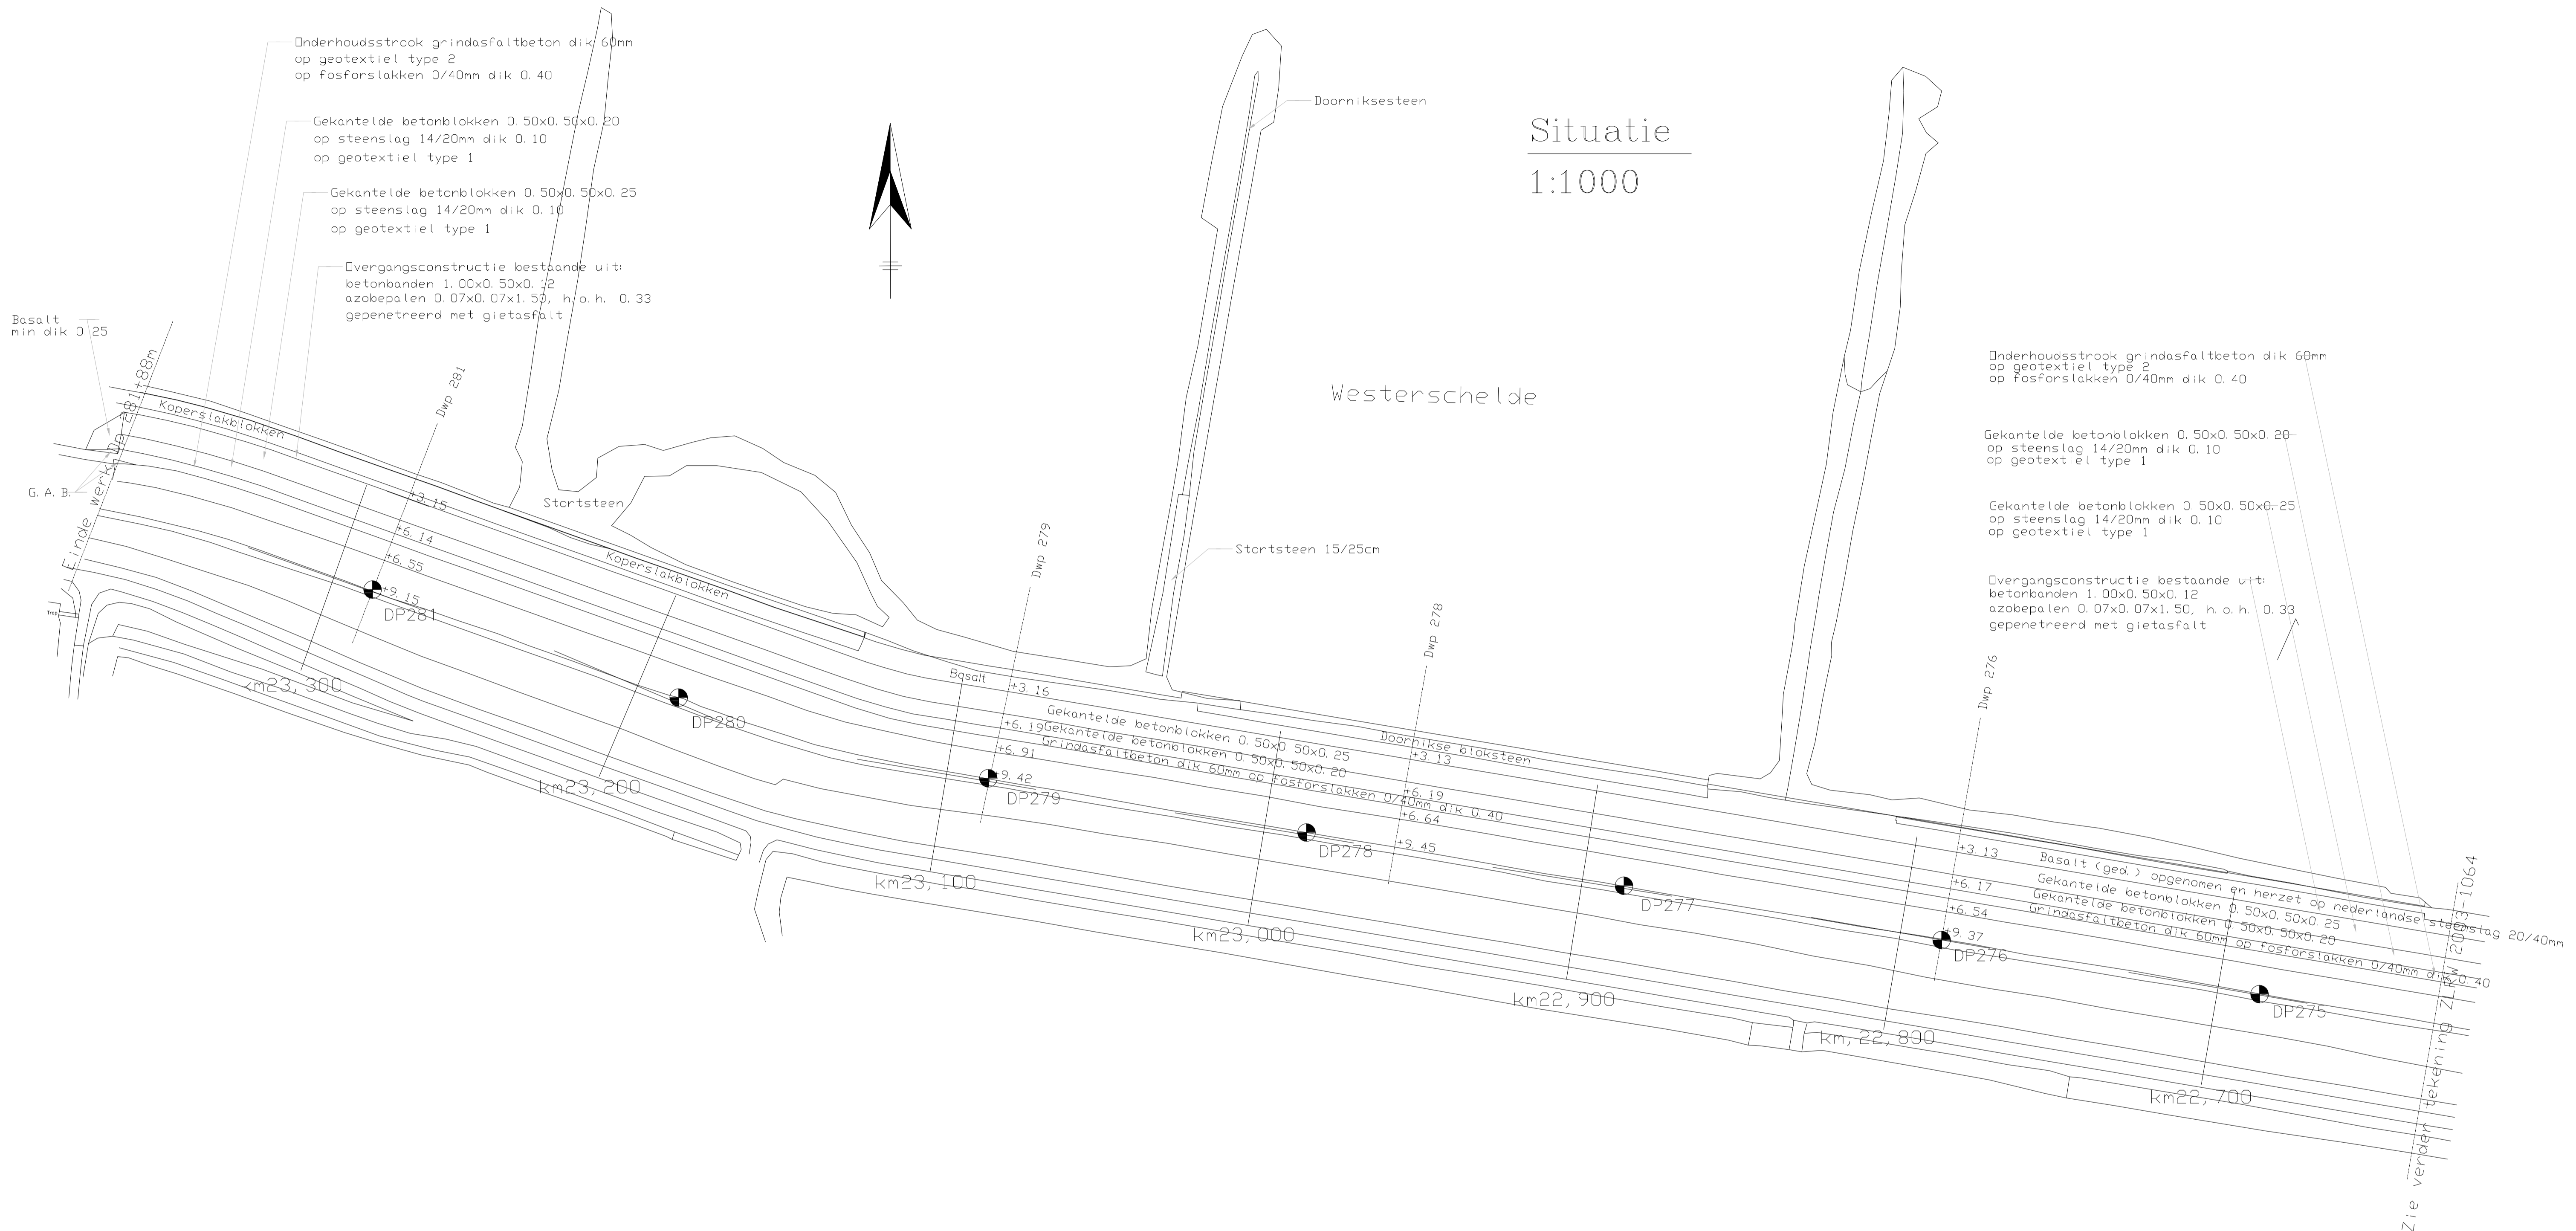 Onderhoudsstrook grindasfaltbeton dik 60mm
op geotextiel type 2
op fosforslakken 0/40mm dik 0.40
Gekantelde betonblokken 0.50x0.50x0.20
op steenslag 14/20mm dik 0.10
op geotextiel type 1
Gekantelde betonblokken 0.50x0.50x0.25
op steenslag 14/20mm dik 0.10
op geotextiel type 1
Overgangsconstructie bestaande uit:
betonbanden 1.00x0.50x0.12
azobepalen 0.07x0.07x1.50, h.o.h. 0.33
gepenetreerd met gietasfalt
Basalt
min dik 0.25
G.A.B.
Einde werk Dp 281+88m
Doorniksesteen
Situatie
1:1000
Westerschelde
Stortsteen
Stortsteen 15/25cm
Koperslakblokken
Koperslakblokken
Dwp 281
+3.15
+6.14
+6.55
+9.15
DP281
km23,300
DP280
km23,200
Dwp 279
Basalt
+3.16
+6.19
+6.91
+9.42
DP279
km23,100
Gekantelde betonblokken 0.50x0.50x0.25
Gekantelde betonblokken 0.50x0.50x0.20
Grindasfaltbeton dik 60mm op fosforslakken 0/40mm dik 0.40
Doornikse bloksteen
Dwp 278
+3.13
+6.19
+6.64
+9.45
DP278
km23,000
DP277
km22,900
Onderhoudsstrook grindasfaltbeton dik 60mm
op geotextiel type 2
op fosforslakken 0/40mm dik 0.40
Gekantelde betonblokken 0.50x0.50x0.20
op steenslag 14/20mm dik 0.10
op geotextiel type 1
Gekantelde betonblokken 0.50x0.50x0.25
op steenslag 14/20mm dik 0.10
op geotextiel type 1
Overgangsconstructie bestaande uit:
betonbanden 1.00x0.50x0.12
azobepalen 0.07x0.07x1.50, h.o.h. 0.33
gepenetreerd met gietasfalt
Dwp 276
+3.13
+6.17
+6.54
+9.37
DP276
km,22,800
Basalt (ged.) opgenomen en herzet op nederlandse steenslag 20/40mm
Gekantelde betonblokken 0.50x0.50x0.25
Gekantelde betonblokken 0.50x0.50x0.20
Grindasfaltbeton dik 60mm op fosforslakken 0/40mm dik 0.40
DP275
km22,700
Zie verder tekening ZLRW 2003-1064